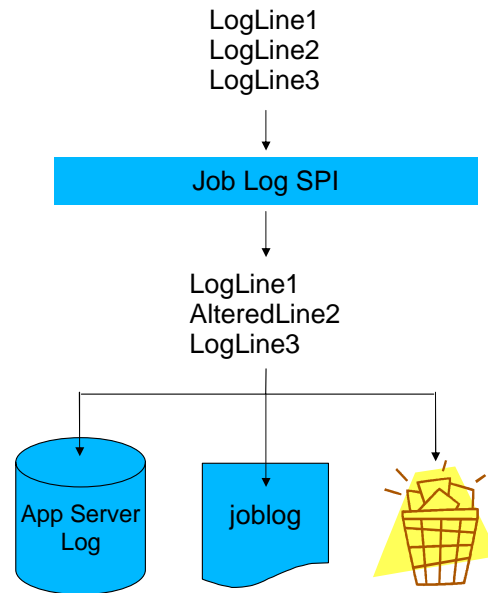 LogLine1
LogLine2
LogLine3
Job Log SPI
LogLine1
AlteredLine2
LogLine3
App Server
Log
joblog